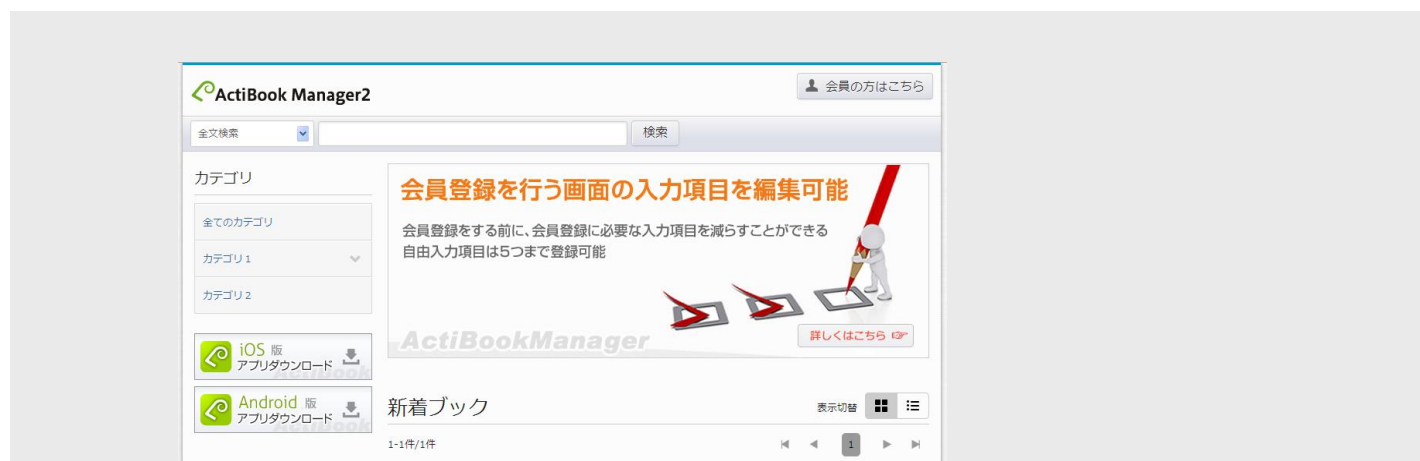 ActiBook Manager2
会員の方はこちら
全文検索
検索
カテゴリ
全てのカテゴリ
カテゴリ 1
カテゴリ 2
iOS 版
アプリダウンロード
ActiBook
Android 版
アプリダウンロード
ActiBook
会員登録を行う画面の入力項目を編集可能
会員登録をする前に、会員登録に必要な入力項目を減らすことができる
自由入力項目は5つまで登録可能
ActiBookManager
詳しくはこちら
新着ブック
表示切替
1-1件/1件
1